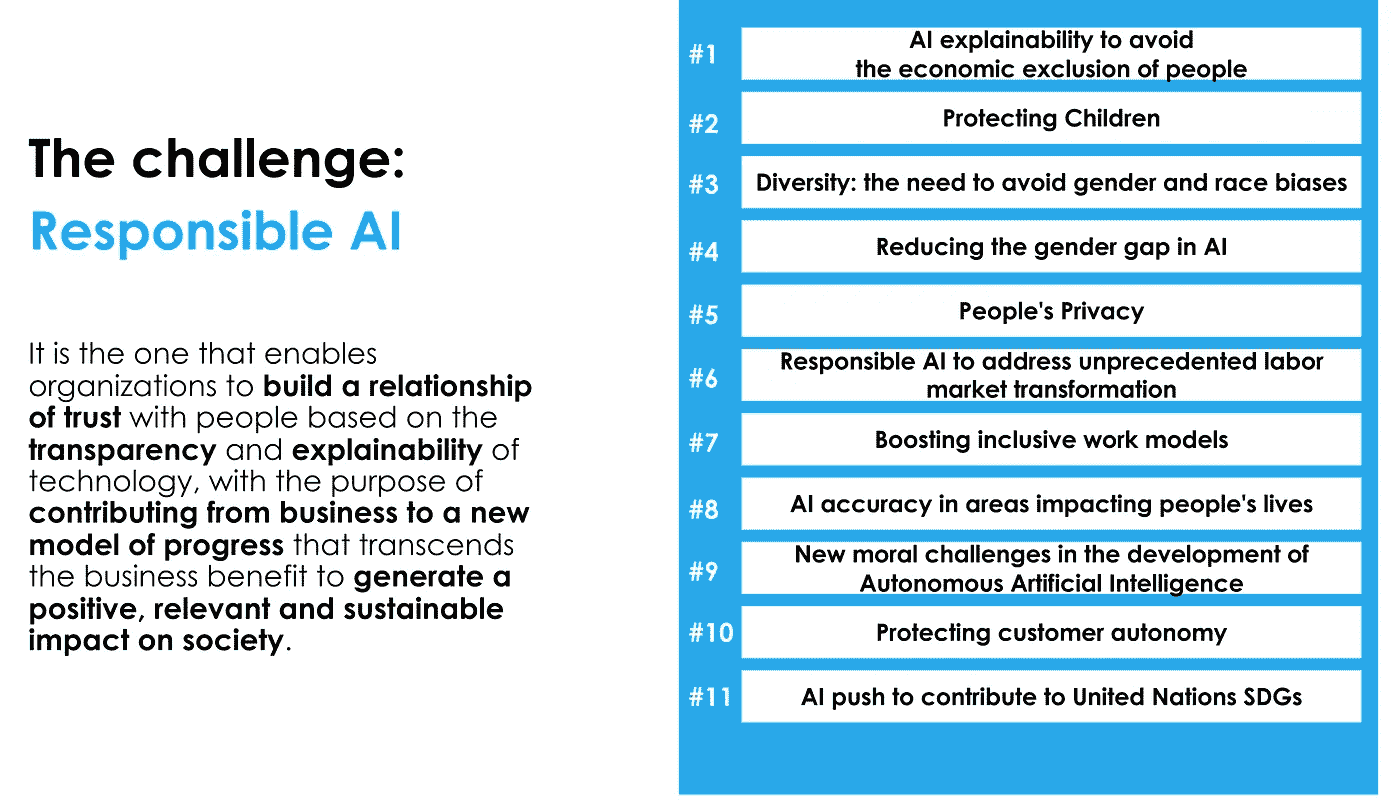 The challenge:
Responsible AI
It is the one that enables
organizations to build a relationship
of trust with people based on the
transparency and explainability of
technology, with the purpose of
contributing from business to a new
model of progress that transcends
the business benefit to generate a
positive, relevant and sustainable
impact on society.
#1
AI explainability to avoid
the economic exclusion of people
#2
Protecting Children
#3
Diversity: the need to avoid gender and race biases
#4
Reducing the gender gap in AI
#5
People's Privacy
#6
Responsible AI to address unprecedented labor
market transformation
#7
Boosting inclusive work models
#8
AI accuracy in areas impacting people's lives
#9
New moral challenges in the development of
Autonomous Artificial Intelligence
#10
Protecting customer autonomy
#11
AI push to contribute to United Nations SDGs